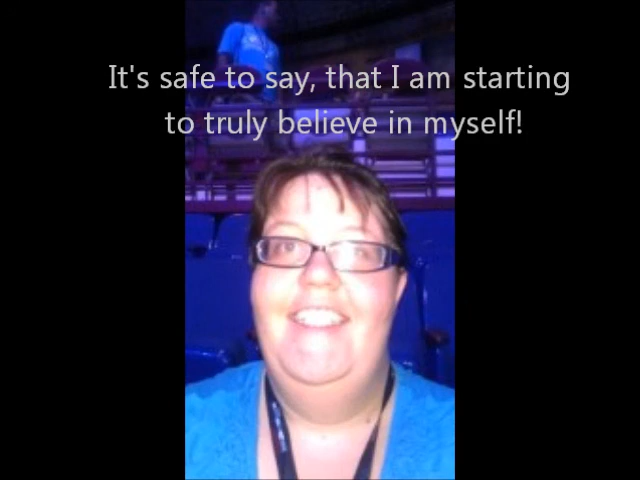 It's safe to say, that I am starting
to truly believe in myself!